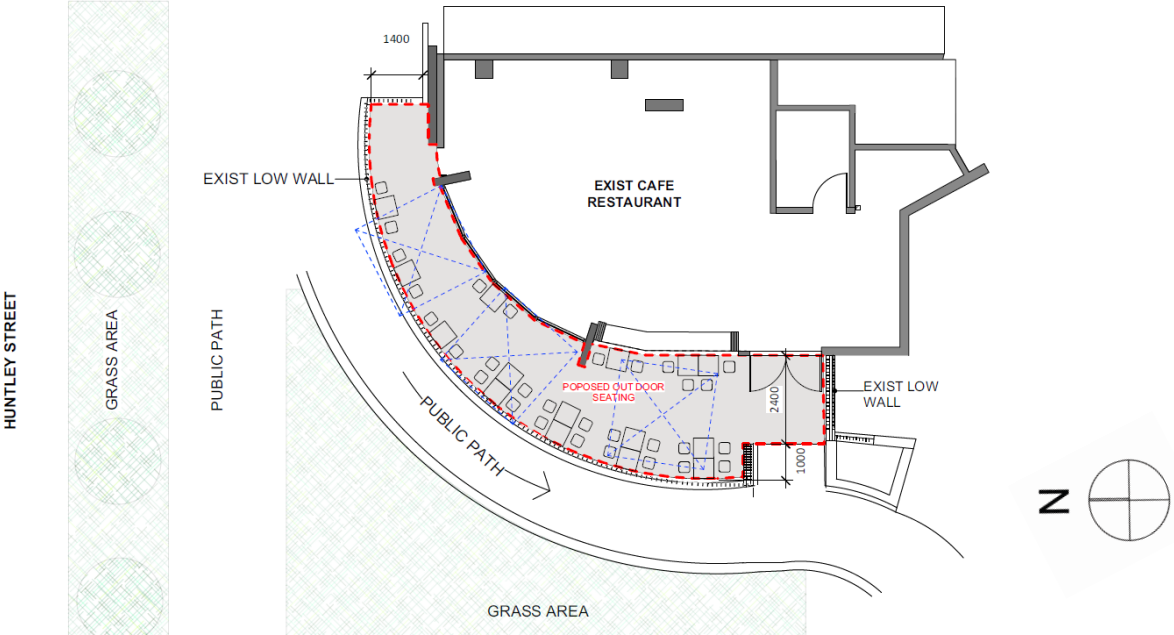 1400
EXIST LOW WALL
EXIST CAFE
RESTAURANT
HUNTLEY STREET
GRASS AREA
PUBLIC PATH
POPOSED OUT DOOR
SEATING
2400
EXIST LOW
WALL
PUBLIC PATH
1000
N
GRASS AREA